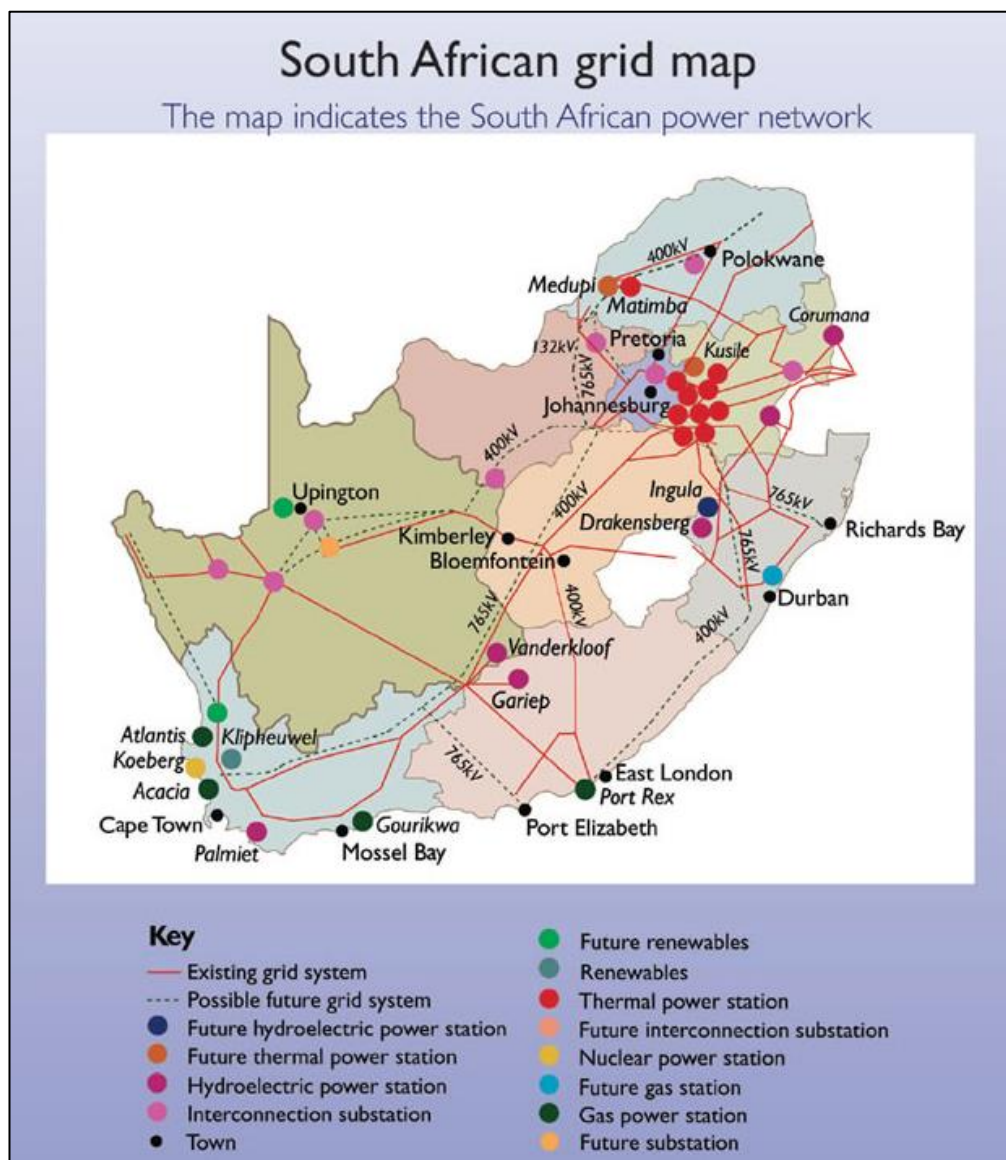 South African grid map
The map indicates the South African power network
400kV
Polokwane
Medupi
Matimba
Corumana
132kV
Pretoria
Kusile
765kV
Johannesburg
400kV
Upington
400kV
Ingula
765kV
Kimberley
Drakensberg
Richards Bay
Bloemfontein
765kV
400kV
Durban
765kV
400kV
Vanderkloof
Gariep
Atlantis
Klipheuwel
Koeberg
765kV
East London
Acacia
Port Rex
Cape Town
Gourikwa
Port Elizabeth
Palmiet
Mossel Bay
Key
Existing grid system
Possible future grid system
Future hydroelectric power station
Future thermal power station
Hydroelectric power station
Interconnection substation
Town
Future renewables
Renewables
Thermal power station
Future interconnection substation
Nuclear power station
Future gas station
Gas power station
Future substation